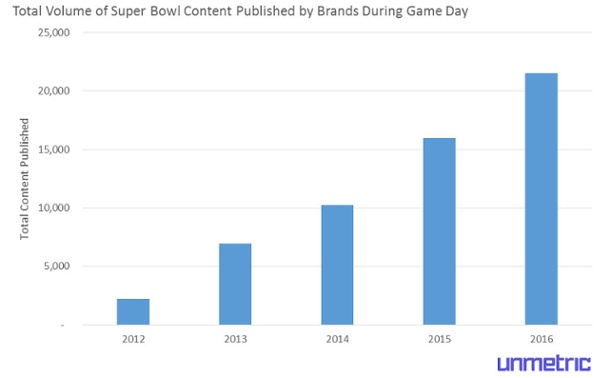 Total Volume of Super Bowl Content Published by Brands During Game Day
25,000
20,000
15,000
10,000
5,000
-
Total Content Published
2012 2013 2014 2015 2016
unmetric